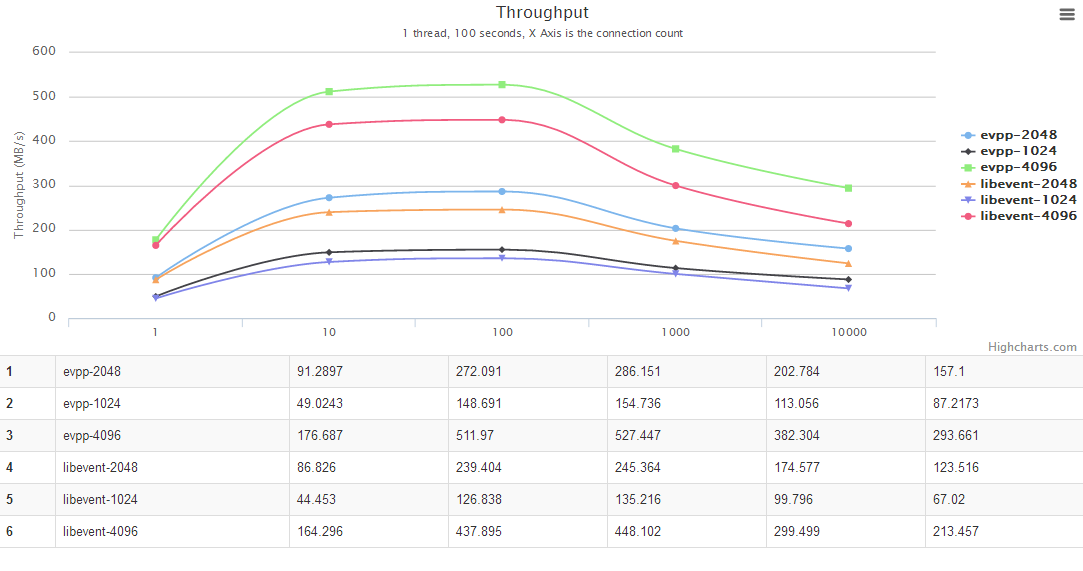 Throughput
1 thread, 100 seconds, X Axis is the connection count
Throughput (MB/s)
600
500
400
300
200
100
0
1 10 100 1000 10000
evpp-2048
evpp-1024
evpp-4096
libevent-2048
libevent-1024
libevent-4096
Highcharts.com
1 evpp-2048 91.2897 272.091 286.151 202.784 157.1
2 evpp-1024 49.0243 148.691 154.736 113.056 87.2173
3 evpp-4096 176.687 511.97 527.447 382.304 293.661
4 libevent-2048 86.826 239.404 245.364 174.577 123.516
5 libevent-1024 44.453 126.838 135.216 99.796 67.02
6 libevent-4096 164.296 437.895 448.102 299.499 213.457